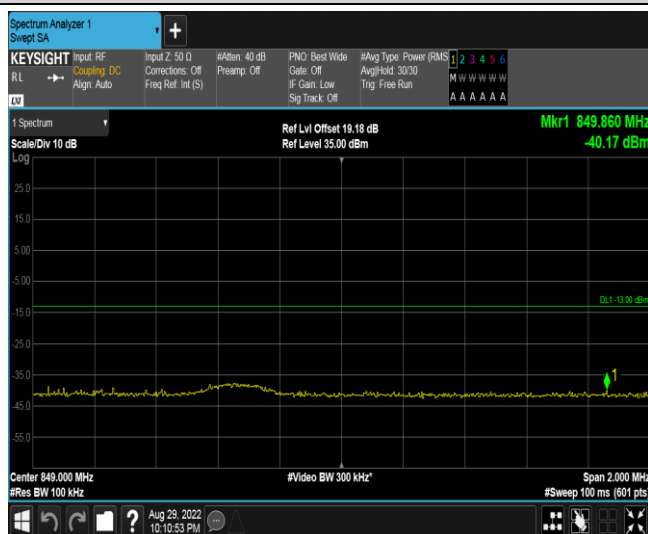 Spectrum Analyzer 1
Swept SA
KEYSIGHT
RL
Input: RF
Coupling: DC
Align: Auto
Input Z: 50 Ω
Corrections: Off
Freq Ref: Int (S)
#Atten: 40 dB
Preamp: Off
PNO: Best Wide
Gate: Off
IF Gain: Low
Sig Track: Off
#Avg Type: Power (RMS
Avg|Hold: 30/30
Trig: Free Run
1 2 3 4 5 6
M W W W W W
A A A A A A
1 Spectrum
Scale/Div 10 dB
Ref Lvl Offset 19.18 dB
Ref Level 35.00 dBm
Mkr1 849.860 MHz
-40.17 dBm
Log
25.0
15.0
5.00
-5.00
DL1 -13.00 dBm
-15.0
-25.0
-35.0
1
-45.0
-55.0
Center 849.000 MHz
#Res BW 100 kHz
#Video BW 300 kHz*
Span 2.000 MHz
#Sweep 100 ms (601 pts)
?
Aug 29, 2022
10:10:53 PM